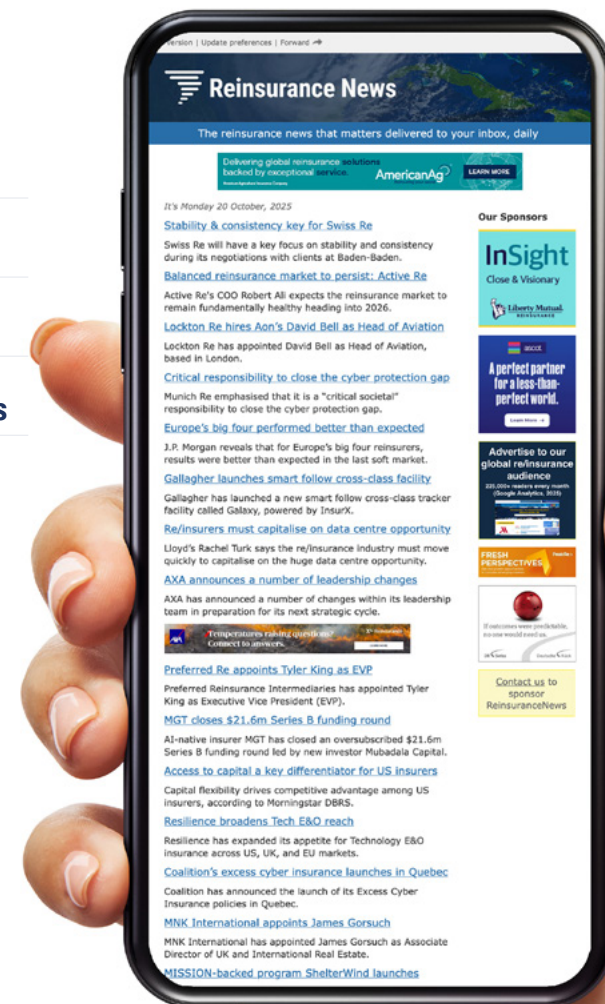 Version | Update preferences | Forward
Reinsurance News
The reinsurance news that matters delivered to your inbox, daily
Delivering global reinsurance solutions
backed by exceptional service.
American Agricultural Insurance Company
AmericanAg
LEARN MORE
It's Monday 20 October, 2025
Stability & consistency key for Swiss Re
Swiss Re will have a key focus on stability and consistency
during its negotiations with clients at Baden-Baden.
Balanced reinsurance market to persist: Active Re
Active Re's COO Robert Ali expects the reinsurance market to
remain fundamentally healthy heading into 2026.
Lockton Re hires Aon's David Bell as Head of Aviation
Lockton Re has appointed David Bell as Head of Aviation,
based in London.
Critical responsibility to close the cyber protection gap
Munich Re emphasised that it is a "critical societal"
responsibility to close the cyber protection gap.
Europe's big four performed better than expected
J.P. Morgan reveals that for Europe's big four reinsurers,
results were better than expected in the last soft market.
Gallagher launches smart follow cross-class facility
Gallagher has launched a new smart follow cross-class tracker
facility called Galaxy, powered by InsurX.
Re/insurers must capitalise on data centre opportunity
Lloyd's Rachel Turk says the re/insurance industry must move
quickly to capitalise on the huge data centre opportunity.
AXA announces a number of leadership changes
AXA has announced a number of changes within its leadership
team in preparation for its next strategic cycle.
AXA
Temperatures raising questions?
Connect to answers.
Preferred Re appoints Tyler King as EVP
Preferred Reinsurance Intermediaries has appointed Tyler
King as Executive Vice President (EVP).
MGT closes $21.6m Series B funding round
AI-native insurer MGT has closed an oversubscribed $21.6m
Series B funding round led by new investor Mubadala Capital.
Access to capital a key differentiator for US insurers
Capital flexibility drives competitive advantage among US
insurers, according to Morningstar DBRS.
Resilience broadens Tech E&O reach
Resilience has expanded its appetite for Technology E&O
insurance across US, UK, and EU markets.
Coalition's excess cyber insurance launches in Quebec
Coalition has announced the launch of its Excess Cyber
Insurance policies in Quebec.
MNK International appoints James Gorsuch
MNK International has appointed James Gorsuch as Associate
Director of UK and International Real Estate.
MISSION-backed program ShelterWind launches
Our Sponsors
InSight
Close & Visionary
Liberty Mutual.
REINSURANCE
ascot
A perfect partner
for a less-than-
perfect world.
Learn More
Advertise to our
global re/insurance
audience
225,000+ readers every month
(Google Analytics, 2025)
FRESH
PERSPECTIVES
If outcomes were predictable,
no one would need us.
Contact us to
sponsor
ReinsuranceNews
s